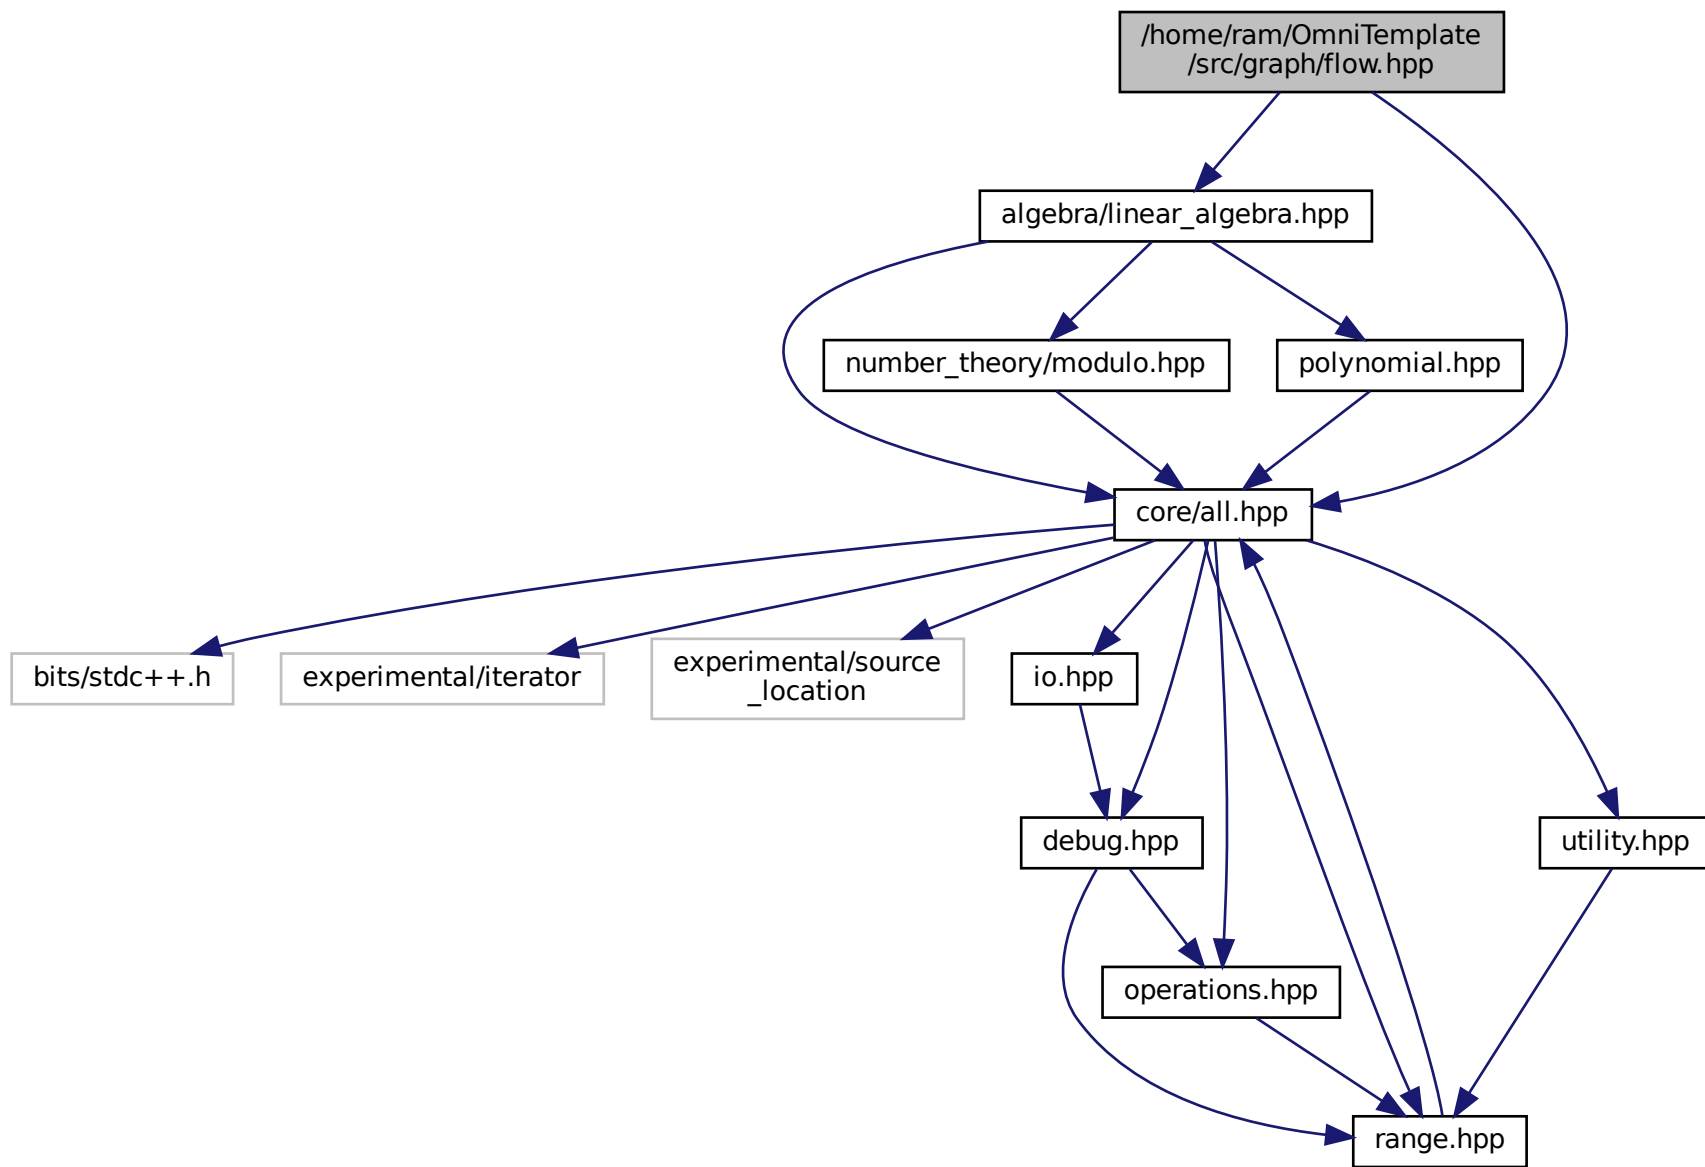 /home/ram/OmniTemplate
/src/graph/flow.hpp
algebra/linear_algebra.hpp
number_theory/modulo.hpp
polynomial.hpp
core/all.hpp
bits/stdc++.h
experimental/iterator
experimental/source
_location
io.hpp
debug.hpp
utility.hpp
operations.hpp
range.hpp